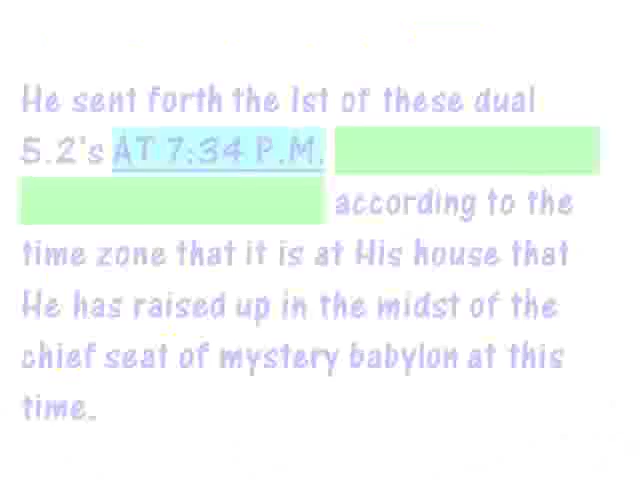 He sent forth the 1st of these dual
5.2's AT 7:34 P.M.
according to the
time zone that it is at His house that
He has raised up in the midst of the
chief seat of mystery babylon at this
time.